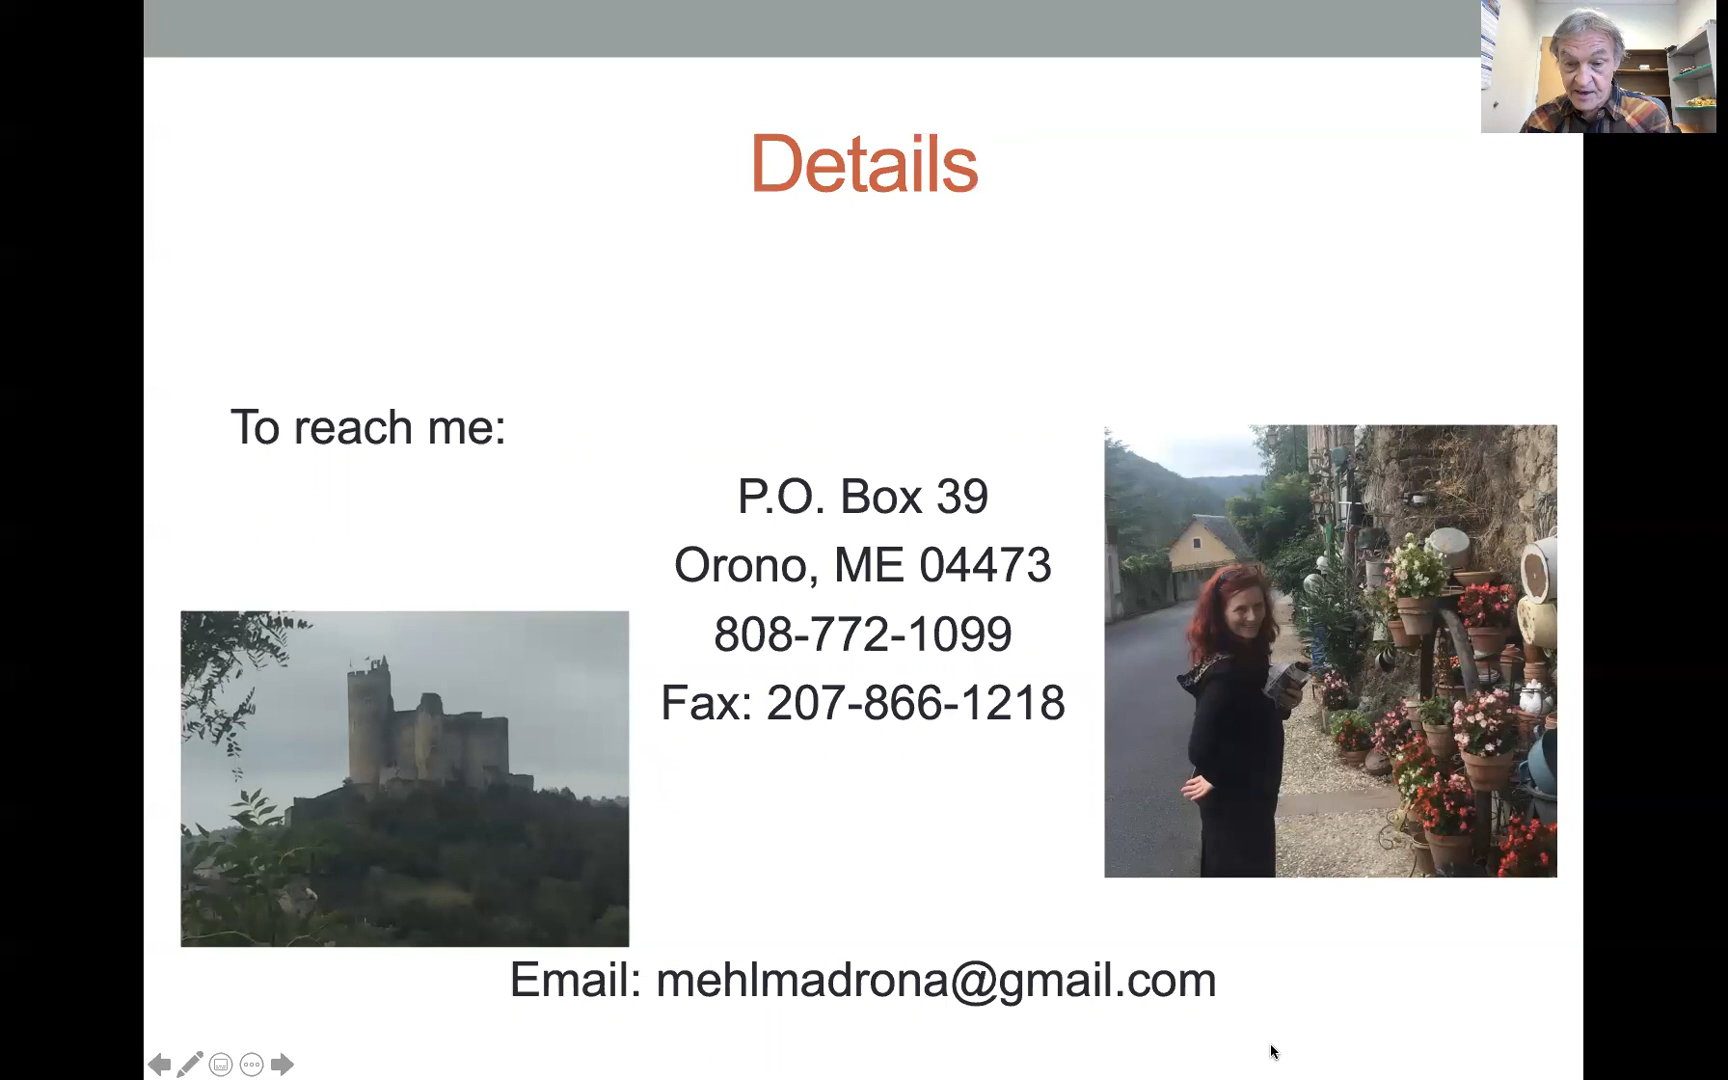 Details
To reach me:
P.O. Box 39
Orono, ME 04473
808-772-1099
Fax: 207-866-1218
Email: mehlmadrona@gmail.com